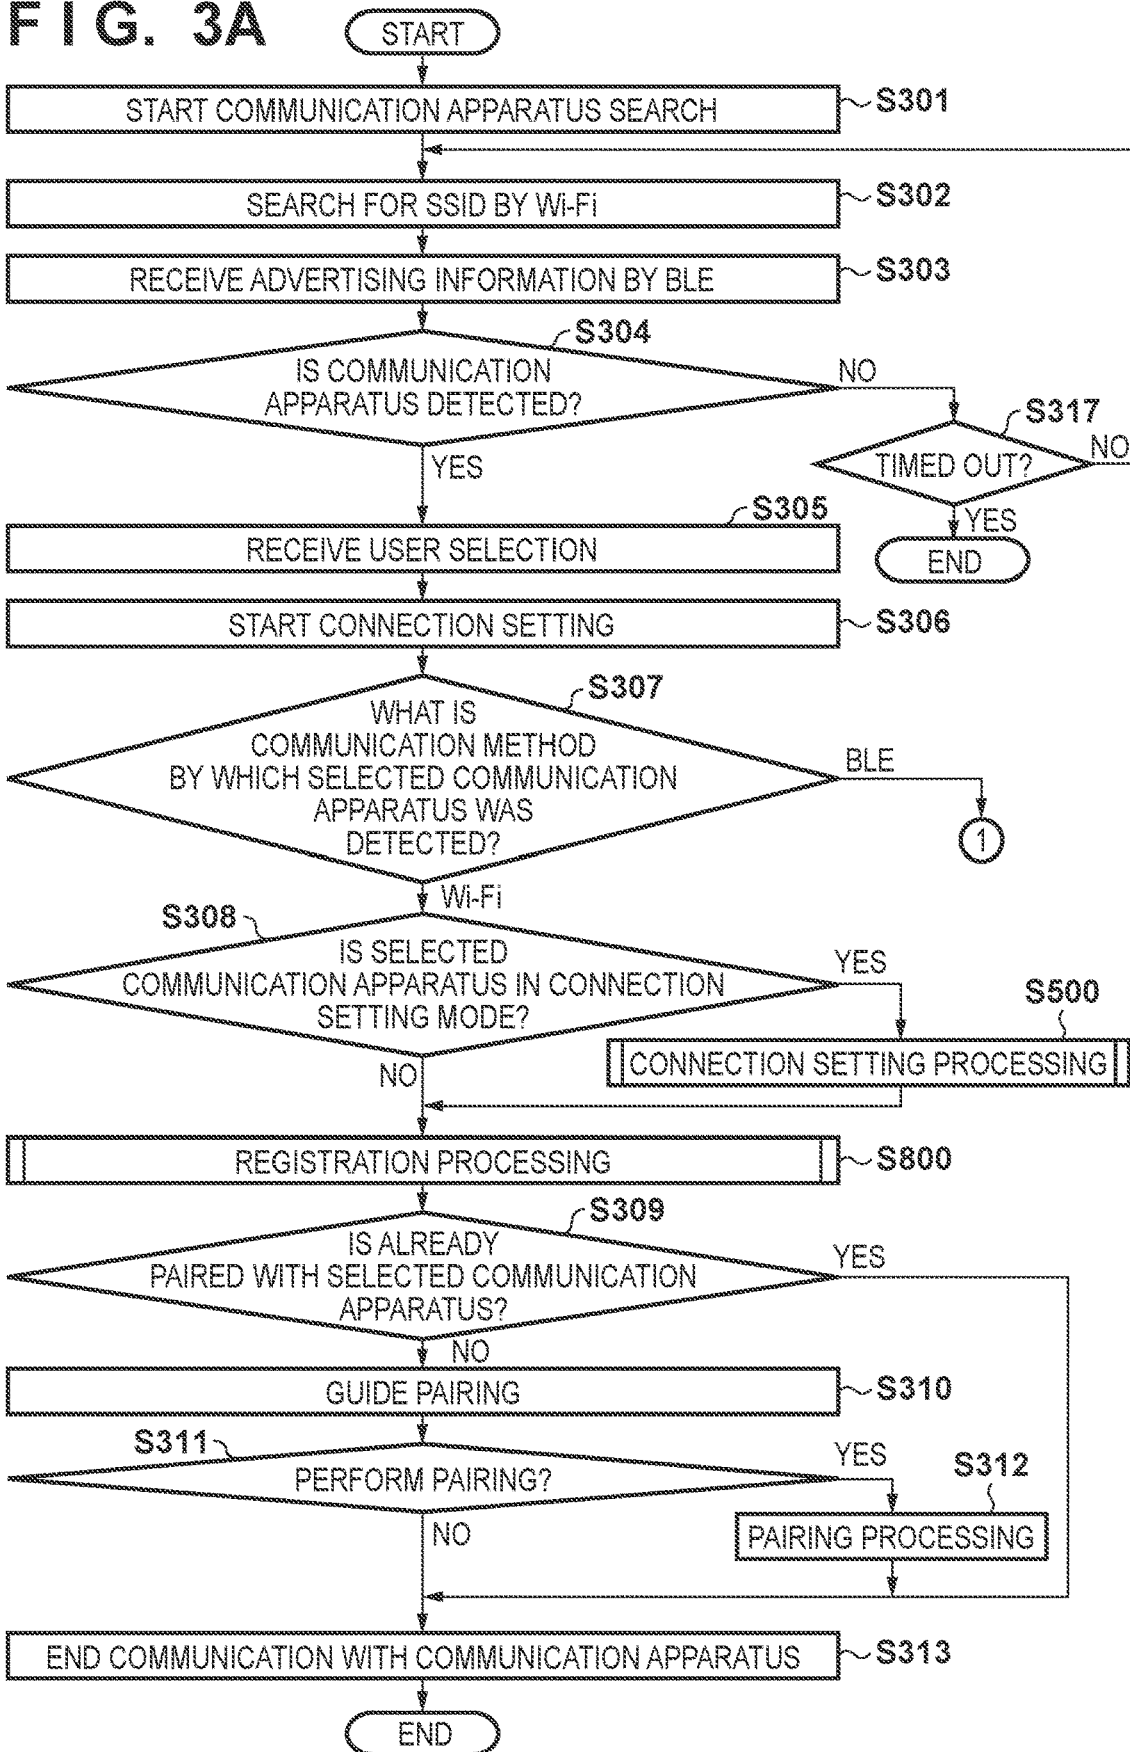 FIG. 3A
START
START COMMUNICATION APPARATUS SEARCH
S301
SEARCH FOR SSID BY Wi-Fi
S302
RECEIVE ADVERTISING INFORMATION BY BLE
S303
S304
IS COMMUNICATION
APPARATUS DETECTED?
NO
YES
S317
TIMED OUT?
NO
YES
END
S305
RECEIVE USER SELECTION
START CONNECTION SETTING
S306
S307
WHAT IS
COMMUNICATION METHOD
BY WHICH SELECTED COMMUNICATION
APPARATUS WAS
DETECTED?
BLE
1
Wi-Fi
S308
IS SELECTED
COMMUNICATION APPARATUS IN CONNECTION
SETTING MODE?
YES
S500
CONNECTION SETTING PROCESSING
NO
REGISTRATION PROCESSING
S800
S309
IS ALREADY
PAIRED WITH SELECTED COMMUNICATION
APPARATUS?
YES
NO
GUIDE PAIRING
S310
S311
PERFORM PAIRING?
YES
S312
PAIRING PROCESSING
NO
END COMMUNICATION WITH COMMUNICATION APPARATUS
S313
END